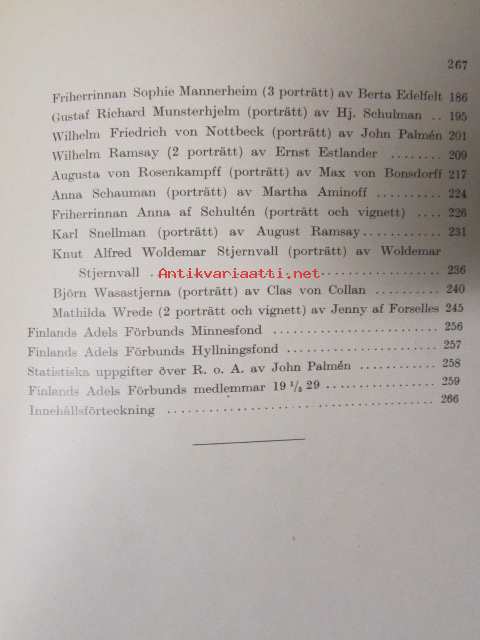 267
Friherrinnan Sophie Mannerheim (3 porträtt) av Berta Edelfelt 186
Gustaf Richard Munsterhjelm (porträtt) av Hj. Schulman .. 195
Wilhelm Friedrich von Nottbeck (porträtt) av John Palmén 201
Wilhelm Ramsay (2 porträtt) av Ernst Estlander ........ 209
Augusta von Rosenkampff (porträtt) av Max von Bonsdorff 217
Anna Schauman (porträtt) av Martha Aminoff .......... 224
Friherrinnan Anna af Schultén (porträtt och vignett) .... 226
Karl Snellman (porträtt) av August Ramsay............ 231
Knut Alfred Woldemar Stjernvall (porträtt) av Woldemar
Stjernvall .......................................... 236
Antikvariaatti.net
Björn Wasastjerna (porträtt) av Clas von Collan .......... 240
Mathilda Wrede (2 porträtt och vignett) av Jenny af Forselles 245
Finlands Adels Förbunds Minnesfond .......................... 256
Finlands Adels Förbunds Hyllningsfond ........................ 257
Statistiska uppgifter över R. o. A. av John Palmén ............ 258
Finlands Adels Förbunds medlemmar 19 1/5 29 ................ 259
Innehållsförteckning ........................................ 266